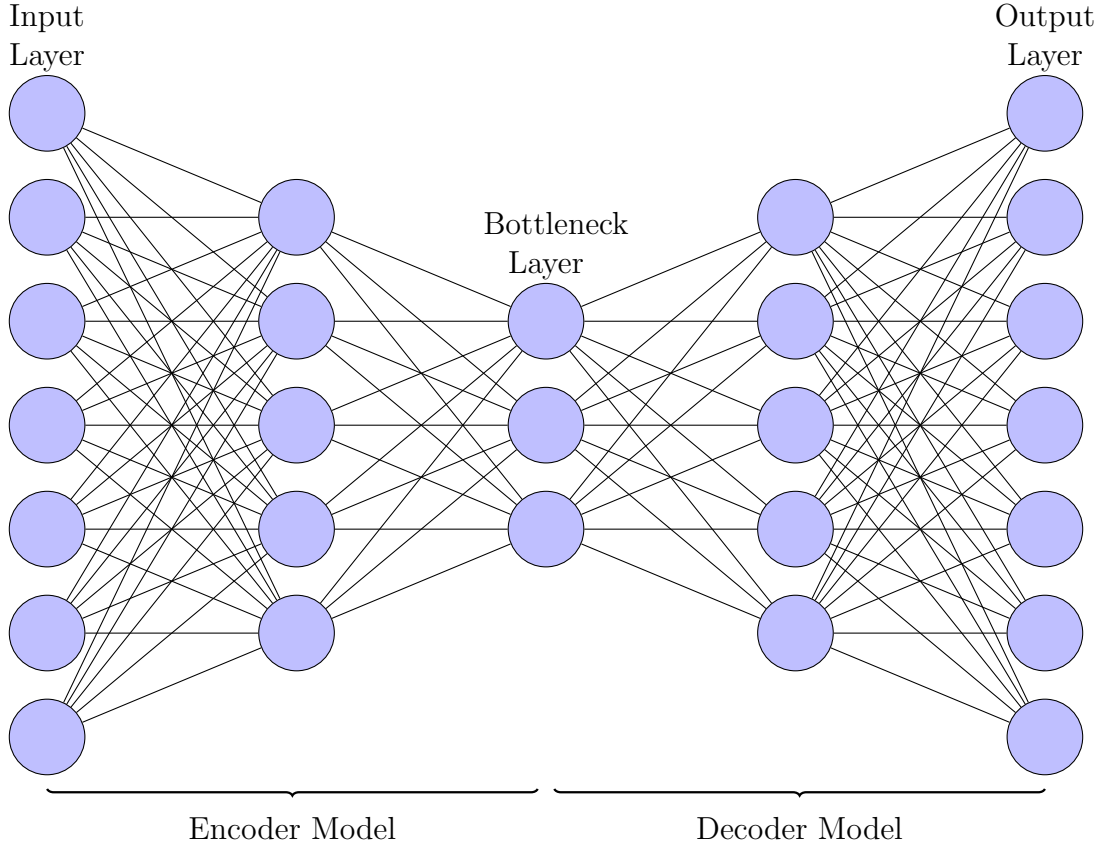 Input
Layer
Output
Layer
Bottleneck
Layer
Encoder Model
Decoder Model